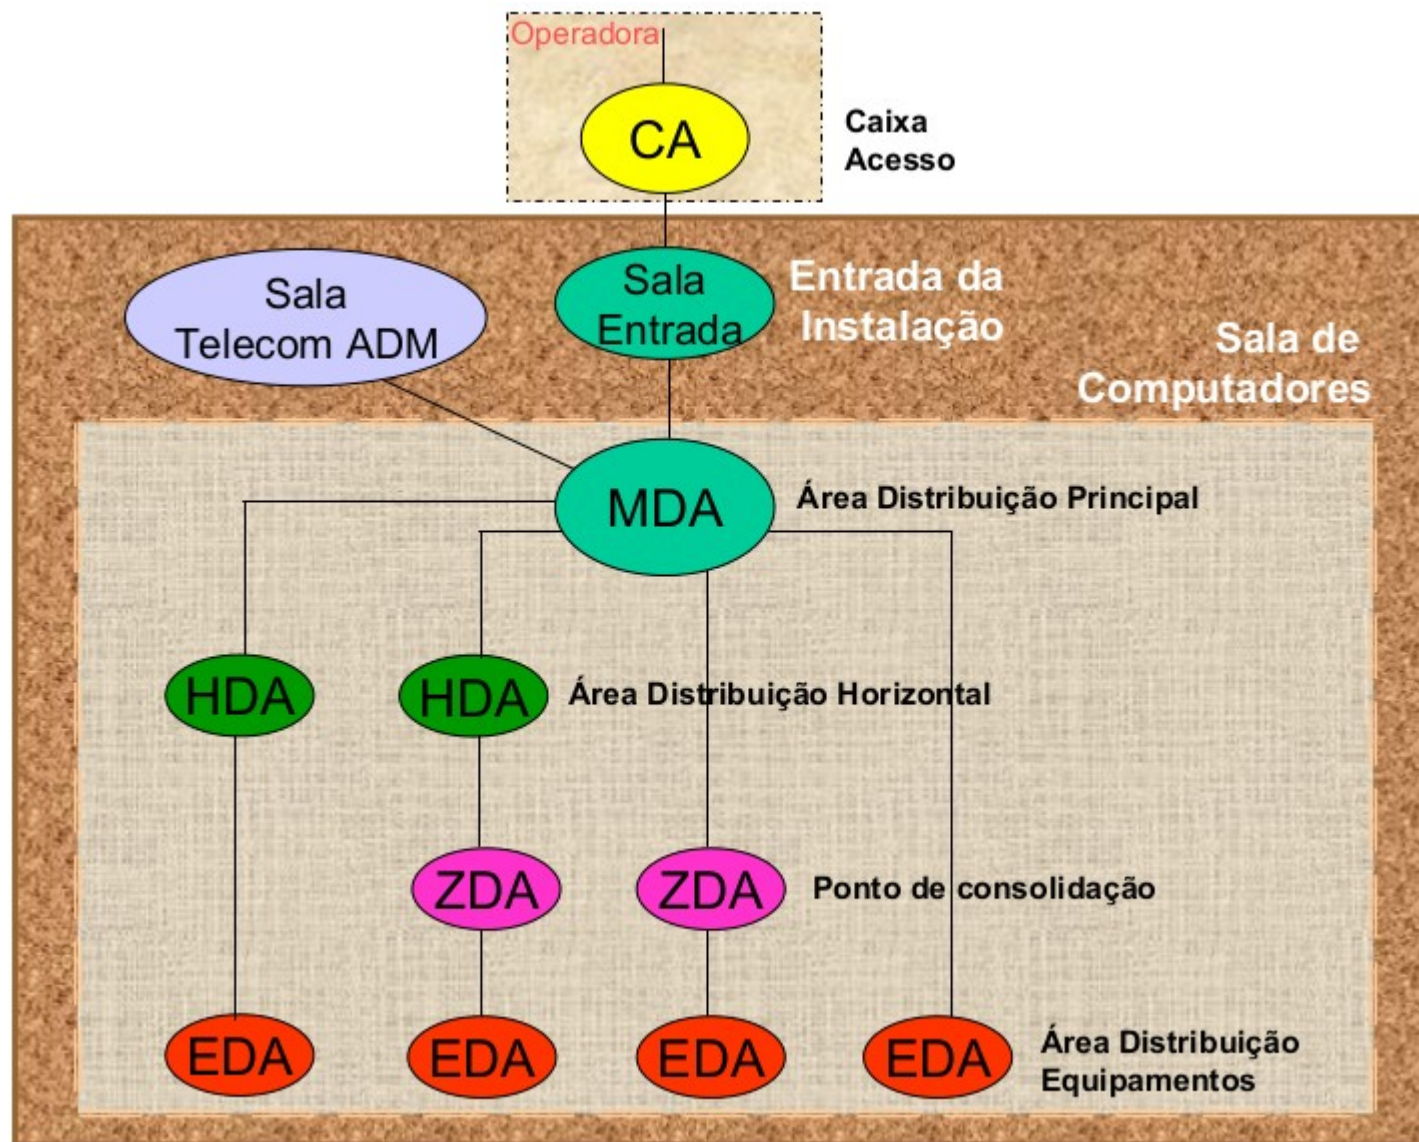 Operadora
CA
Caixa
Acesso
Sala
Telecom ADM
Sala
Entrada
Entrada da
Instalação
Sala de
Computadores
MDA
Área Distribuição Principal
HDA
HDA
Área Distribuição Horizontal
ZDA
ZDA
Ponto de consolidação
EDA
EDA
EDA
EDA
Área Distribuição
Equipamentos